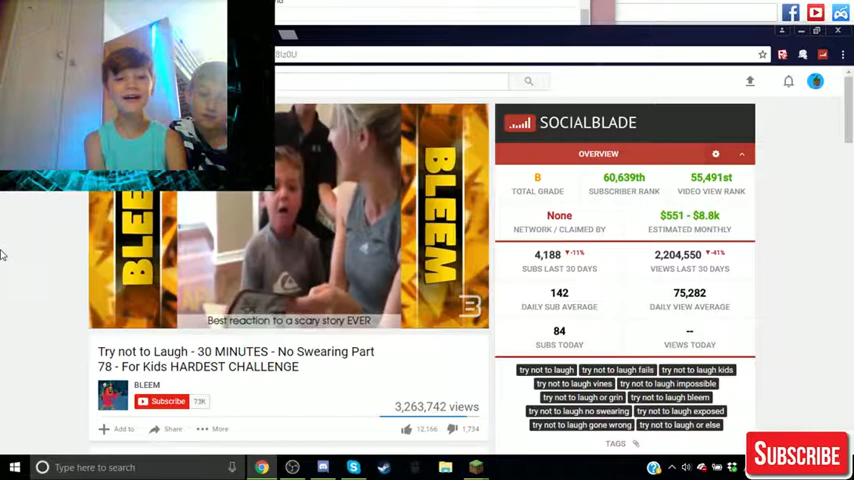 SOCIALBLADE
OVERVIEW
B
TOTAL GRADE
60,639th
SUBSCRIBER RANK
55,491st
VIDEO VIEW RANK
None
NETWORK / CLAIMED BY
$551 - $8.8k
ESTIMATED MONTHLY
4,188 -11%
SUBS LAST 30 DAYS
2,204,550 -41%
VIEWS LAST 30 DAYS
142
DAILY SUB AVERAGE
75,282
DAILY VIEW AVERAGE
84
SUBS TODAY
--
VIEWS TODAY
try not to laugh try not to laugh fails try not to laugh kids
try not to laugh vines try not to laugh impossible
try not to laugh or grin try not to laugh bleem
try not to laugh no swearing try not to laugh exposed
try not to laugh gone wrong try not to laugh or else
TAGS
BLEE
BLEEM
Best reaction to a scary story EVER
Try not to Laugh - 30 MINUTES - No Swearing Part
78 - For Kids HARDEST CHALLENGE
BLEEM
Subscribe 73K
3,263,742 views
Add to Share More 12,166 1,734
Type here to search
SUBSCRIBE